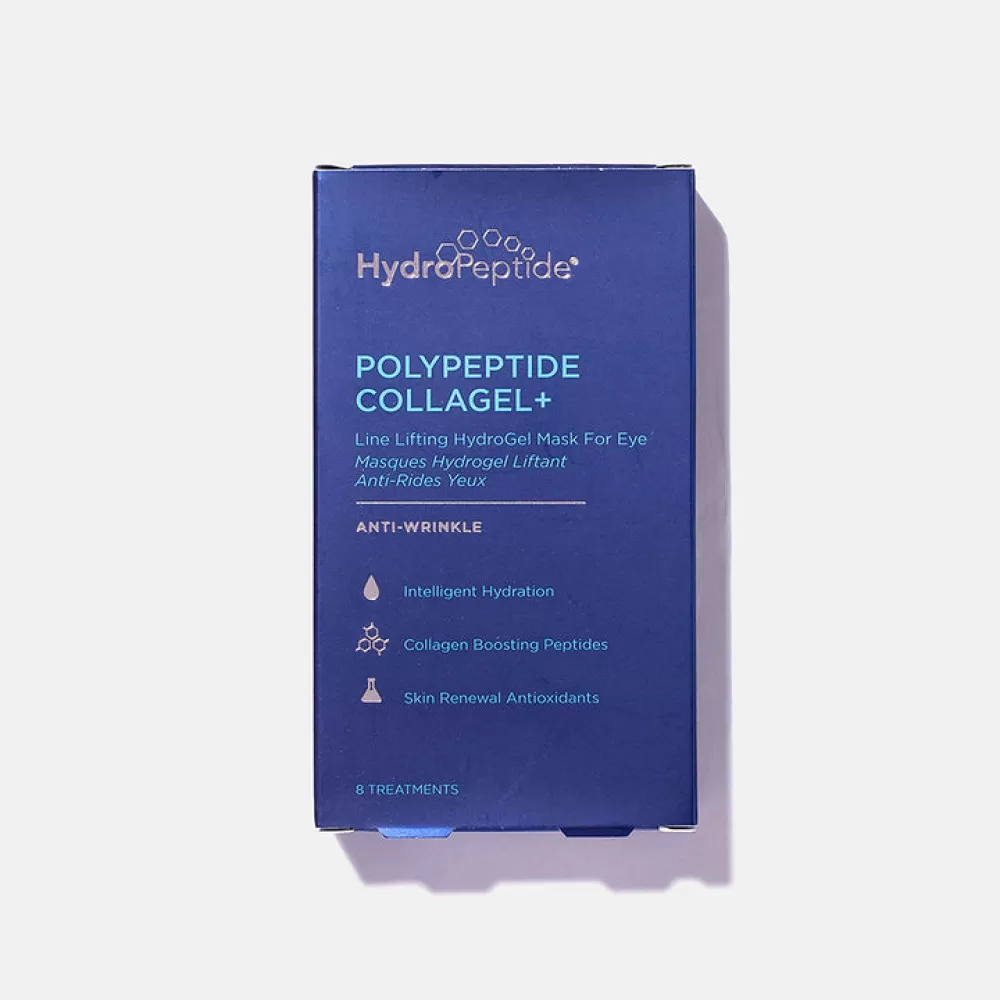 HydroPeptide®
POLYPEPTIDE
COLLAGEL+
Line Lifting HydroGel Mask For Eye
Masques Hydrogel Liftant
Anti-Rides Yeux
ANTI-WRINKLE
Intelligent Hydration
Collagen Boosting Peptides
Skin Renewal Antioxidants
8 TREATMENTS